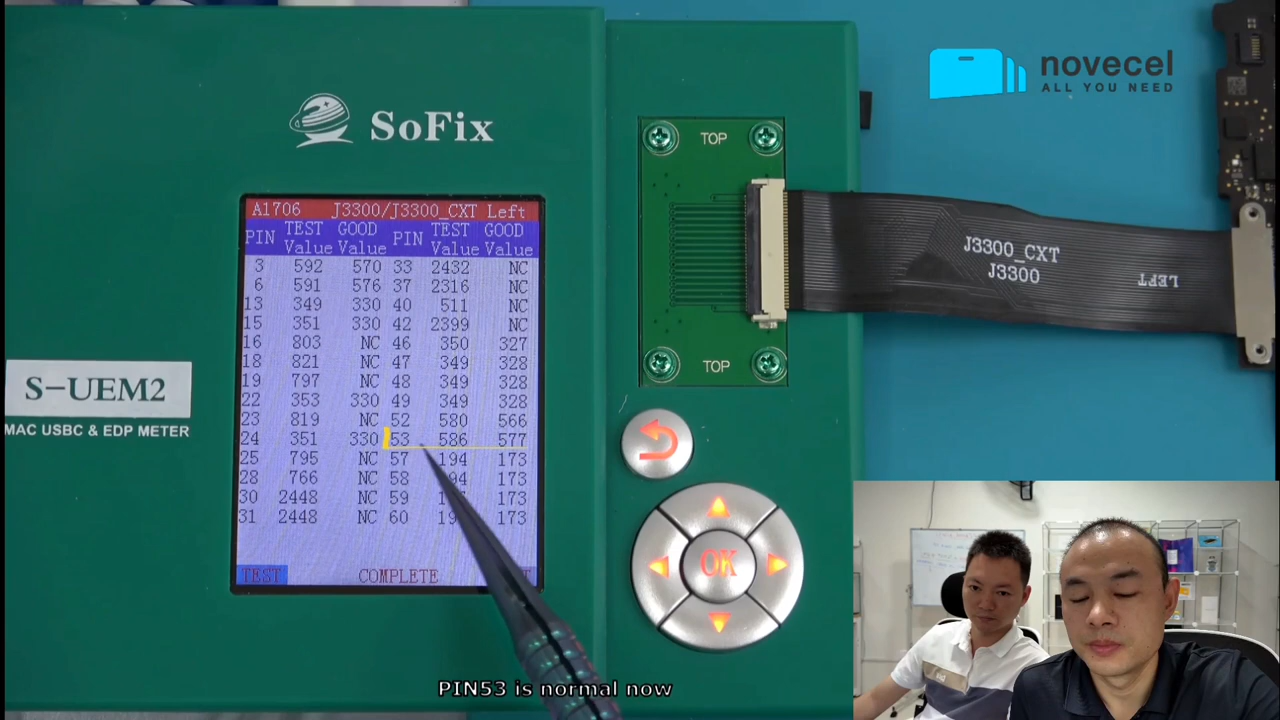 novecel
ALL YOU NEED
SoFix
TOP
A1706 J3300/J3300_CXT Left
PIN TEST Value GOOD Value PIN TEST Value GOOD Value
3 592 570 33 2432 NC
6 591 576 37 2316 NC
13 349 330 40 511 NC
15 351 330 42 2399 NC
16 803 NC 46 350 327
18 821 NC 47 349 328
19 797 NC 48 349 328
22 353 330 49 349 328
23 819 NC 52 580 566
24 351 330 53 586 577
25 795 NC 57 194 173
28 766 NC 58 94 173
30 2448 NC 59 173
31 2448 NC 60 19 173
TEST COMPLETE
J3300_CXT
J3300
LEFT
S-UEM2
MAC USBC & EDP METER
TOP
OK
PIN53 is normal now